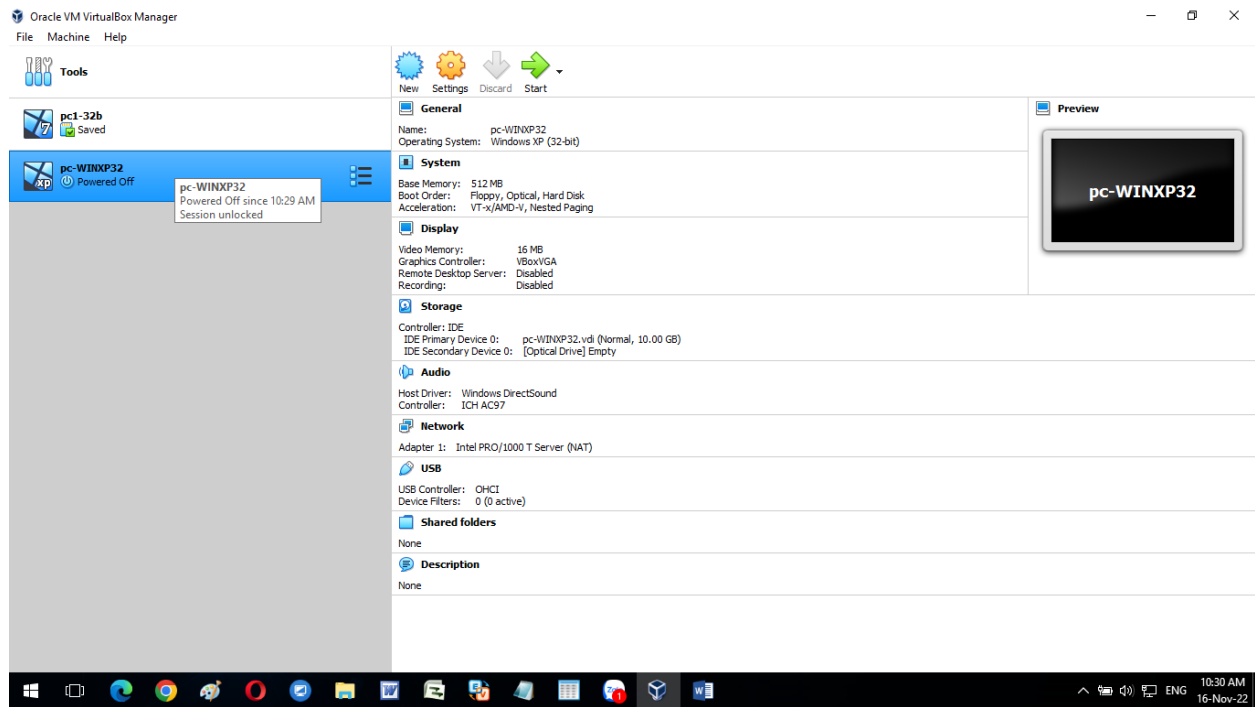 Oracle VM VirtualBox Manager
File Machine Help
Tools
New Settings Discard Start
pc1-32b
Saved
pc-WINXP32
Powered Off
pc-WINXP32
Powered Off since 10:29 AM
Session unlocked
General
Name: pc-WINXP32
Operating System: Windows XP (32-bit)
System
Base Memory: 512 MB
Boot Order: Floppy, Optical, Hard Disk
Acceleration: VT-x/AMD-V, Nested Paging
Display
Video Memory: 16 MB
Graphics Controller: VBoxVGA
Remote Desktop Server: Disabled
Recording: Disabled
Storage
Controller: IDE
IDE Primary Device 0: pc-WINXP32.vdi (Normal, 10.00 GB)
IDE Secondary Device 0: [Optical Drive] Empty
Audio
Host Driver: Windows DirectSound
Controller: ICH AC97
Network
Adapter 1: Intel PRO/1000 T Server (NAT)
USB
USB Controller: OHCI
Device Filters: 0 (0 active)
Shared folders
None
Description
None
Preview
pc-WINXP32
ENG
10:30 AM
16-Nov-22